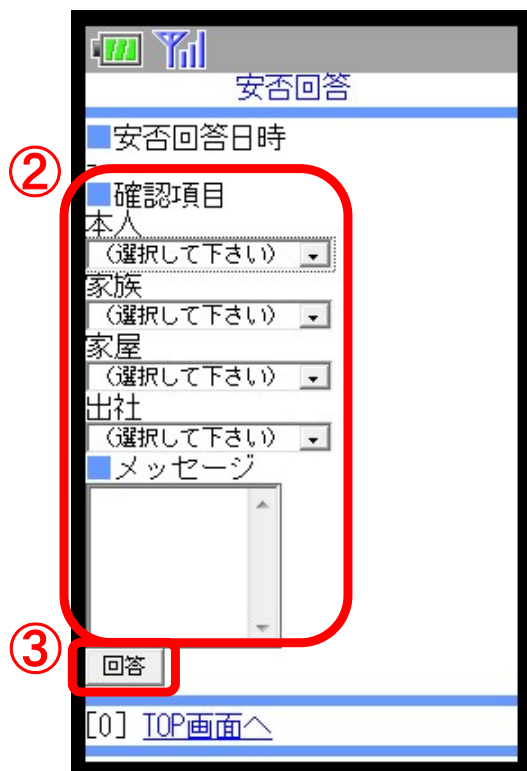 安否回答
■安否回答日時
-
②
■確認項目
本人
(選択して下さい)
家族
(選択して下さい)
家屋
(選択して下さい)
出社
(選択して下さい)
■メッセージ
③
回答
[0] TOP画面へ